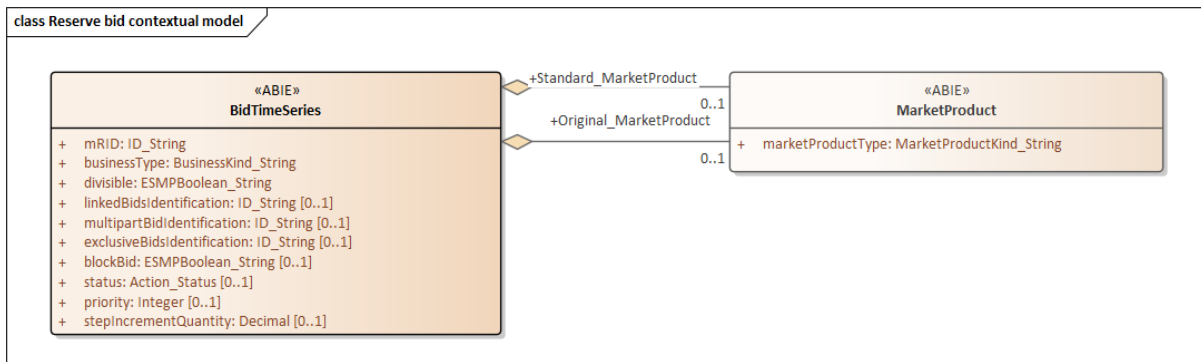 class Reserve bid contextual model
«ABIE»
BidTimeSeries
+ mRID: ID_String
+ businessType: BusinessKind_String
+ divisible: ESMPBoolean_String
+ linkedBidsIdentification: ID_String [0..1]
+ multipartBidIdentification: ID_String [0..1]
+ exclusiveBidsIdentification: ID_String [0..1]
+ blockBid: ESMPBoolean_String [0..1]
+ status: Action_Status [0..1]
+ priority: Integer [0..1]
+ stepIncrementQuantity: Decimal [0..1]
+Standard_MarketProduct
0..1
+Original_MarketProduct
0..1
«ABIE»
MarketProduct
+ marketProductType: MarketProductKind_String